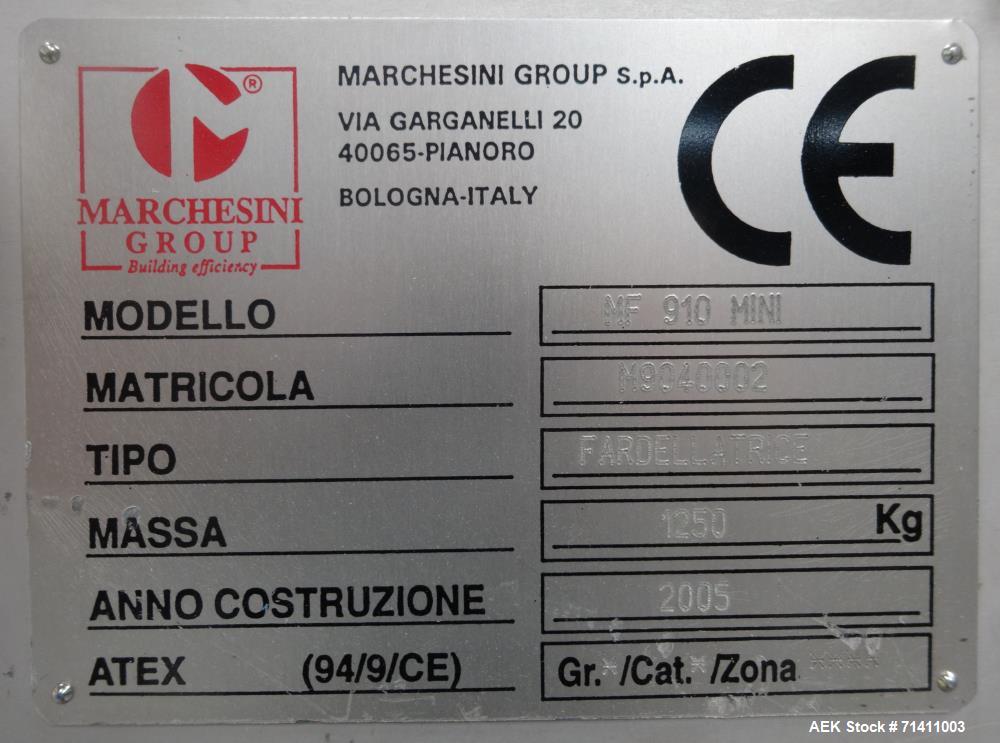 ®
MARCHESINI
GROUP
Building efficiency
MARCHESINI GROUP S.p.A.
VIA GARGANELLI 20
40065-PIANORO
BOLOGNA-ITALY
CE
MODELLO MF 910 MINI
MATRICOLA M9040002
TIPO FARDELLATRICE
MASSA 1250 Kg
ANNO COSTRUZIONE 2005
ATEX (94/9/CE) Gr.* /Cat. * /Zona ****
AEK Stock # 71411003